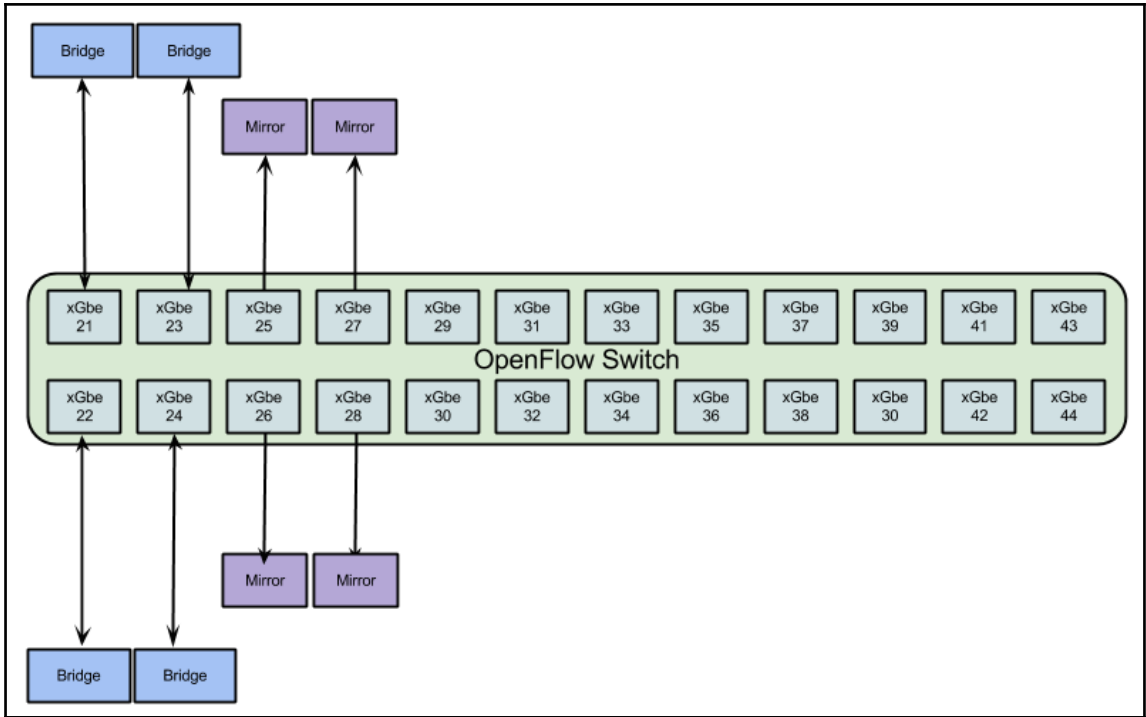 Bridge
Bridge
Mirror
Mirror
xGbe
21
xGbe
23
xGbe
25
xGbe
27
xGbe
29
xGbe
31
xGbe
33
xGbe
35
xGbe
37
xGbe
39
xGbe
41
xGbe
43
OpenFlow Switch
xGbe
22
xGbe
24
xGbe
26
xGbe
28
xGbe
30
xGbe
32
xGbe
34
xGbe
36
xGbe
38
xGbe
30
xGbe
42
xGbe
44
Mirror
Mirror
Bridge
Bridge